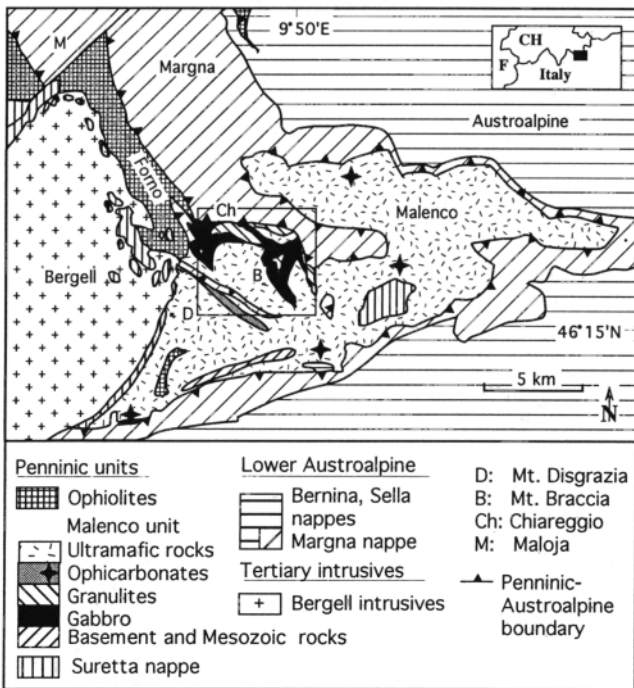 9°50'E
CH
F
Italy
M
Margna
Austroalpine
Forno
Malenco
Ch
Bergell
B
D
46°15'N
5 km
N
Penninic units
Ophiolites
Malenco unit
Ultramafic rocks
Ophicarbonates
Granulites
Gabbro
Basement and Mesozoic rocks
Suretta nappe
Lower Austroalpine
Bernina, Sella
nappes
Margna nappe
Tertiary intrusives
Bergell intrusives
D: Mt. Disgrazia
B: Mt. Braccia
Ch: Chiareggio
M: Maloja
Penninic-
Austroalpine
boundary